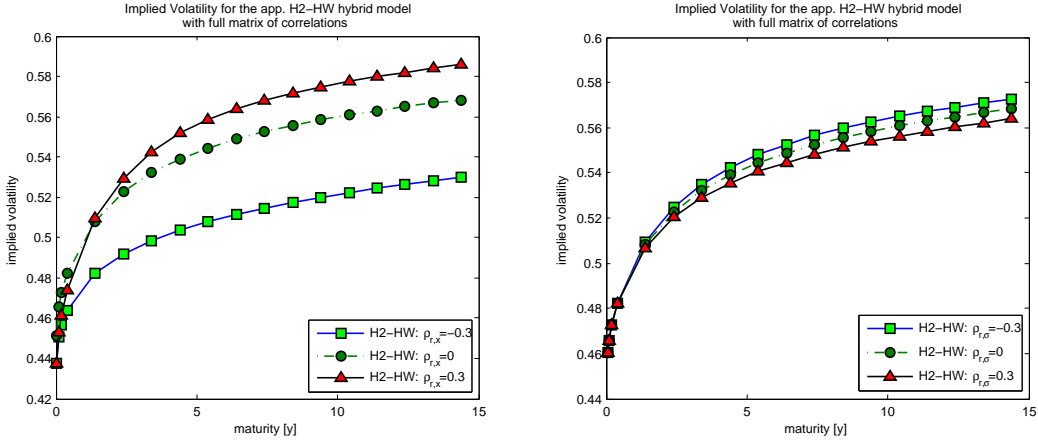 Implied Volatility for the app. H2−HW hybrid model
with full matrix of correlations
0.6
0.58
0.56
0.54
0.52
0.5
0.48
0.46
0.44
0.42
0
5
10
15
implied volatility
maturity [y]
H2−HW: ρr,x=−0.3
H2−HW: ρr,x=0
H2−HW: ρr,x=0.3
Implied Volatility for the app. H2−HW hybrid model
with full matrix of correlations
0.6
0.58
0.56
0.54
0.52
0.5
0.48
0.46
0.44
0
5
10
15
implied volatility
maturity [y]
H2−HW: ρr,σ=−0.3
H2−HW: ρr,σ=0
H2−HW: ρr,σ=0.3